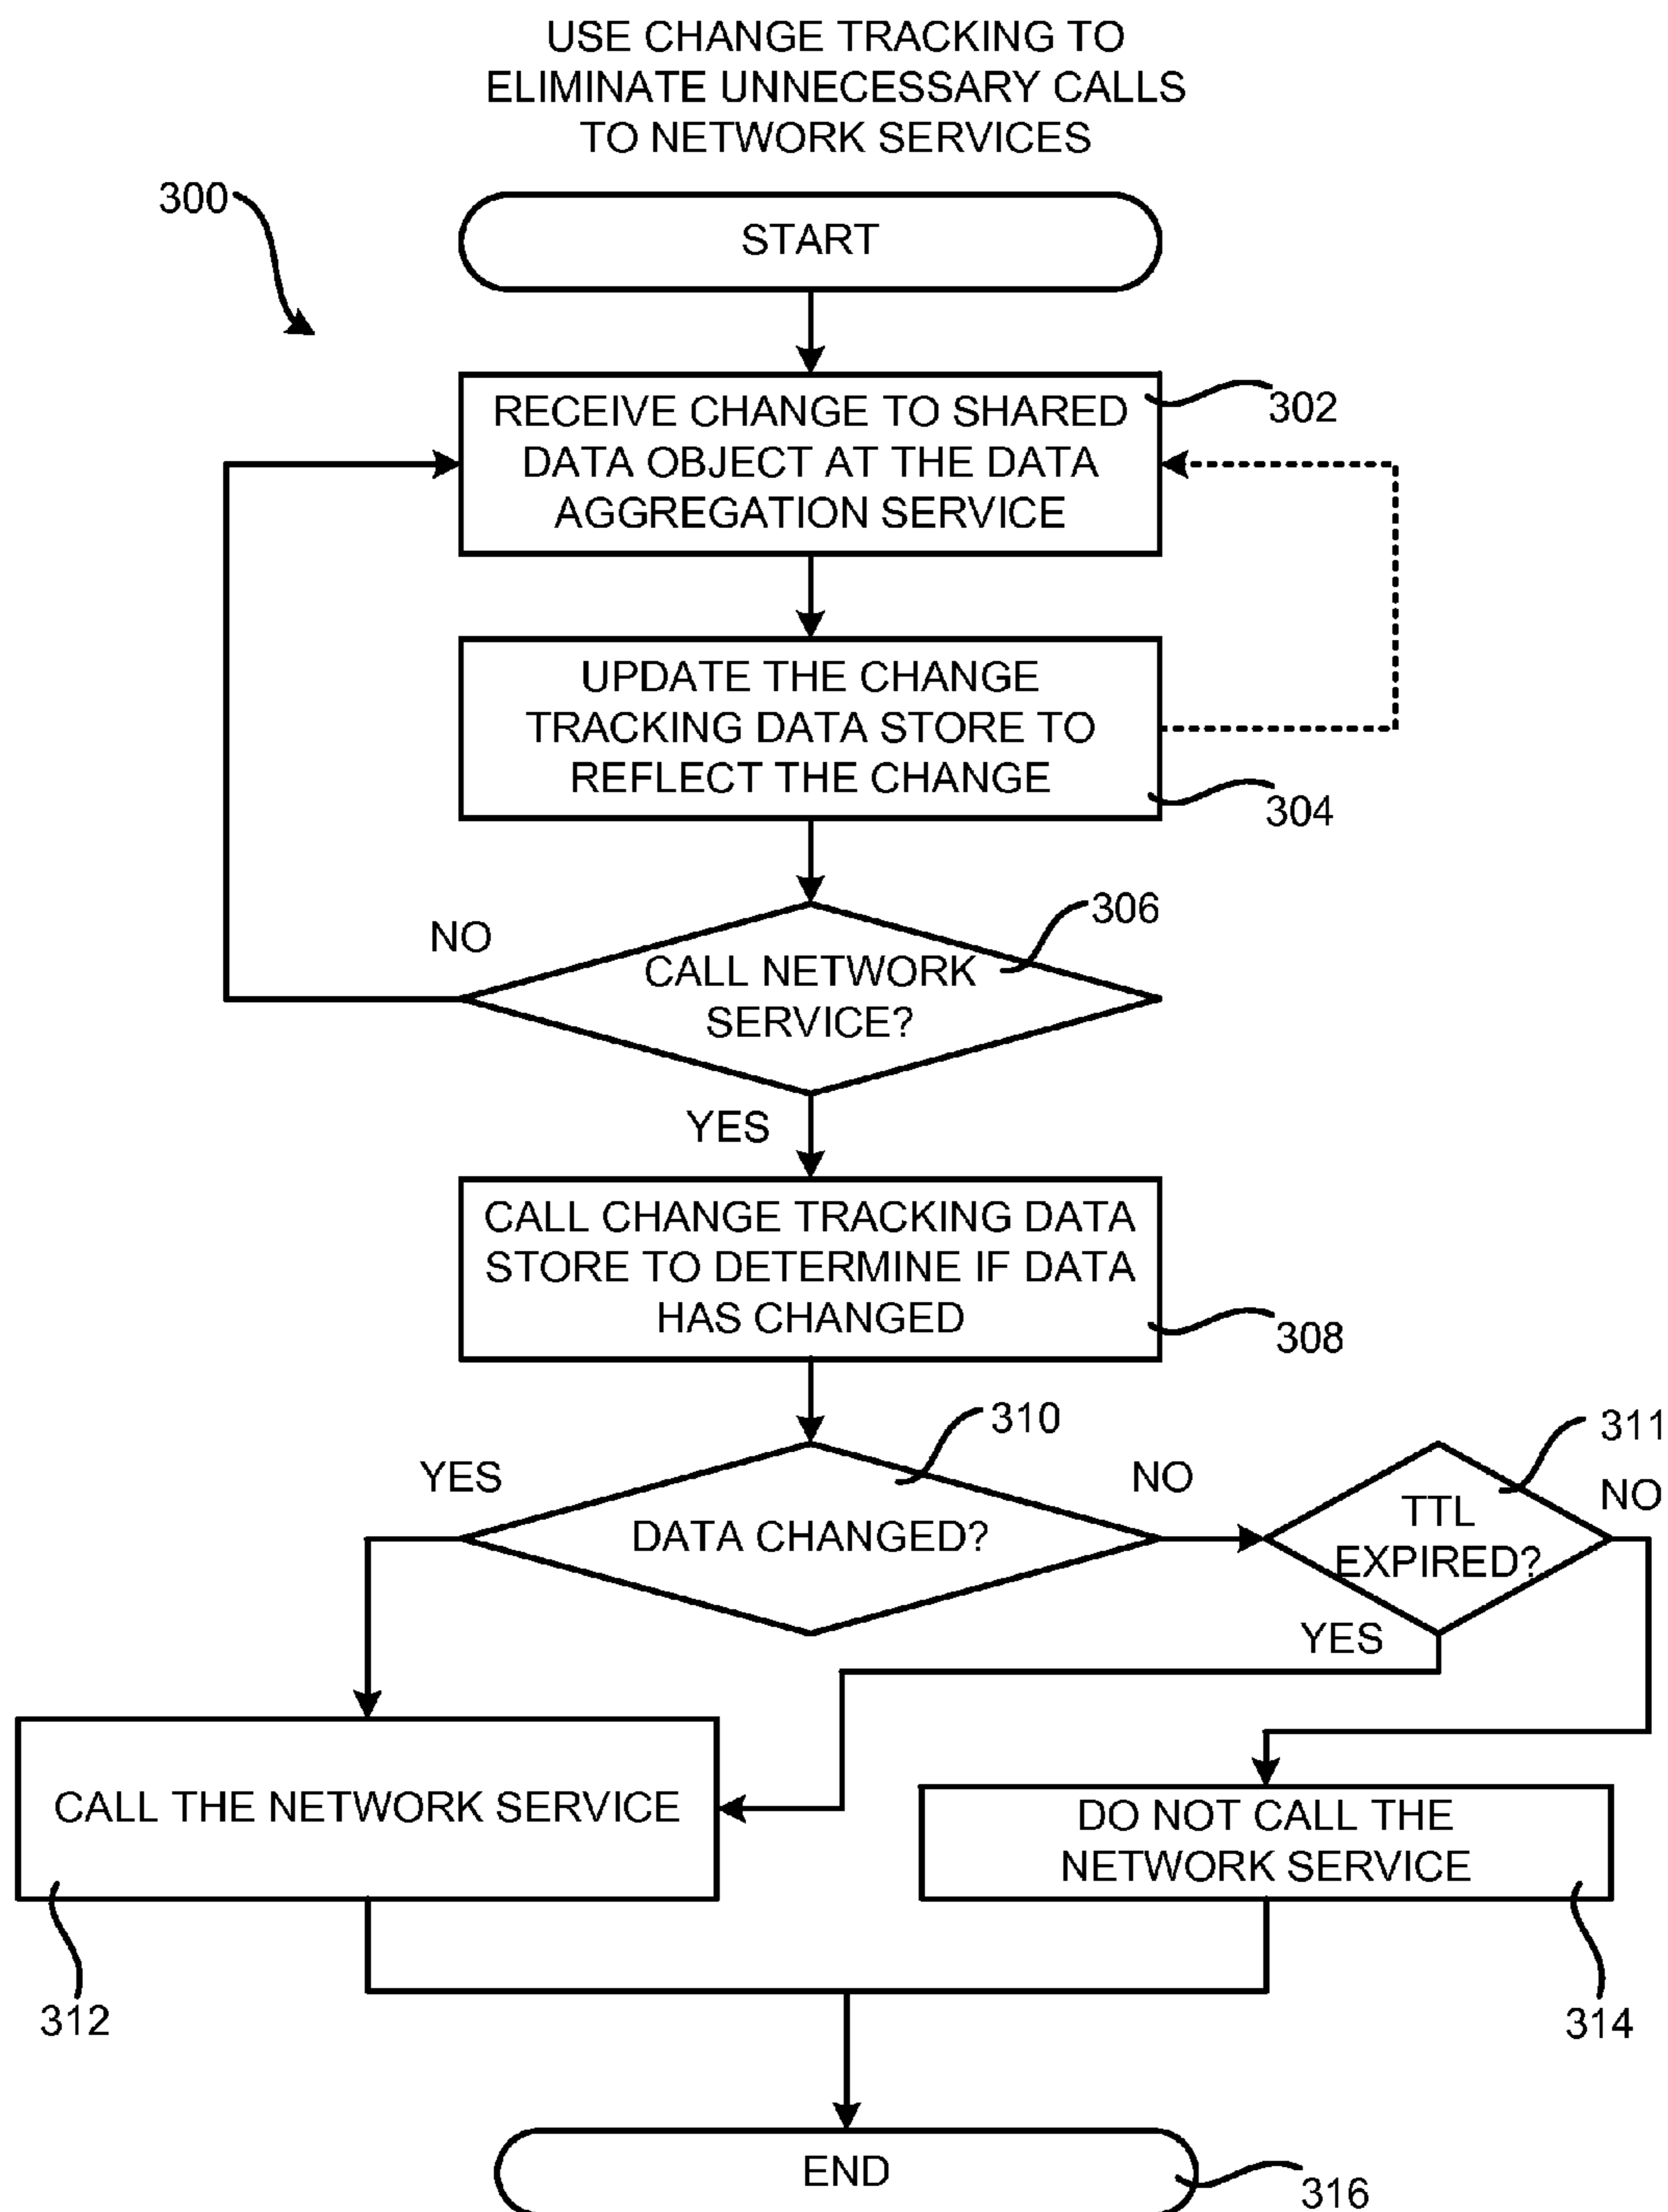 USE CHANGE TRACKING TO
ELIMINATE UNNECESSARY CALLS
TO NETWORK SERVICES
300
START
RECEIVE CHANGE TO SHARED
DATA OBJECT AT THE DATA
AGGREGATION SERVICE
302
UPDATE THE CHANGE
TRACKING DATA STORE TO
REFLECT THE CHANGE
304
306
NO
CALL NETWORK
SERVICE?
YES
CALL CHANGE TRACKING DATA
STORE TO DETERMINE IF DATA
HAS CHANGED
308
310
311
YES
NO
NO
DATA CHANGED?
TTL
EXPIRED?
YES
CALL THE NETWORK SERVICE
DO NOT CALL THE
NETWORK SERVICE
312
314
END
316